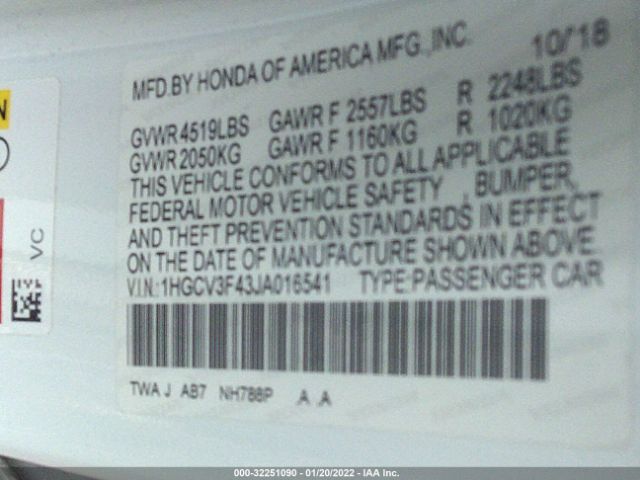 MFD.BY HONDA OF AMERICA MFG.,INC. 10/18
GVWR 4519LBS GAWR F 2557LBS R 2248LBS
GVWR 2050KG GAWR F 1160KG R 1020KG
THIS VEHICLE CONFORMS TO ALL APPLICABLE
FEDERAL MOTOR VEHICLE SAFETY , BUMPER,
AND THEFT PREVENTION STANDARDS IN EFFECT
ON THE DATE OF MANUFACTURE SHOWN ABOVE
V.I.N.:1HGCV3F43JA016541 TYPE:PASSENGER CAR
TWA J AB7 NH788P A .A
N
VC
000-32251090 - 01/20/2022 - IAA Inc.